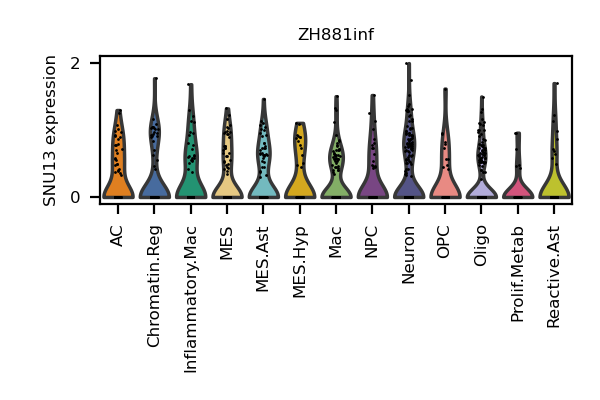 ZH881inf
SNU13 expression
2
0
AC
Chromatin.Reg
Inflammatory.Mac
MES
MES.Ast
MES.Hyp
Mac
NPC
Neuron
OPC
Oligo
Prolif.Metab
Reactive.Ast